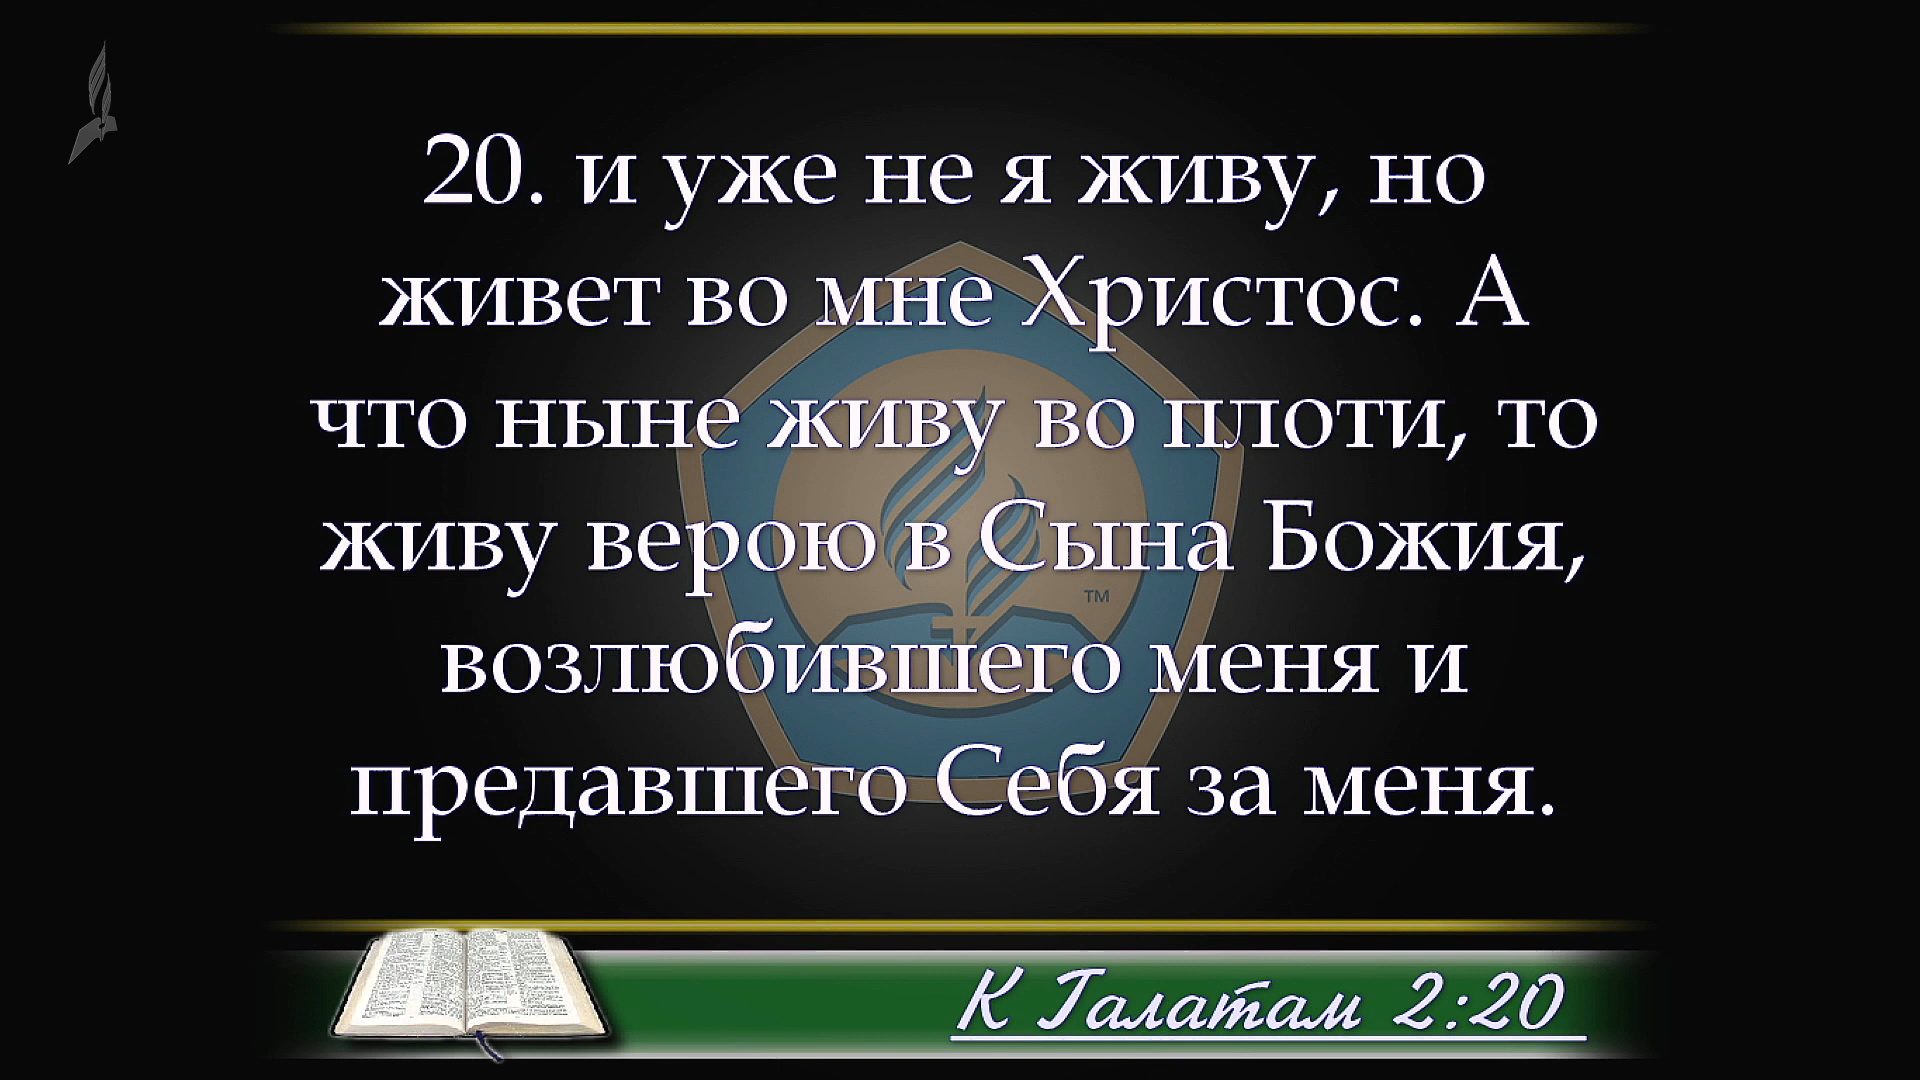 20. и уже не я живу, но
живет во мне Христос. А
что ныне живу во плоти, то
живу верою в Сына Божия,
™
возлюбившего меня и
предавшего Себя за меня.
К Галатам 2:20